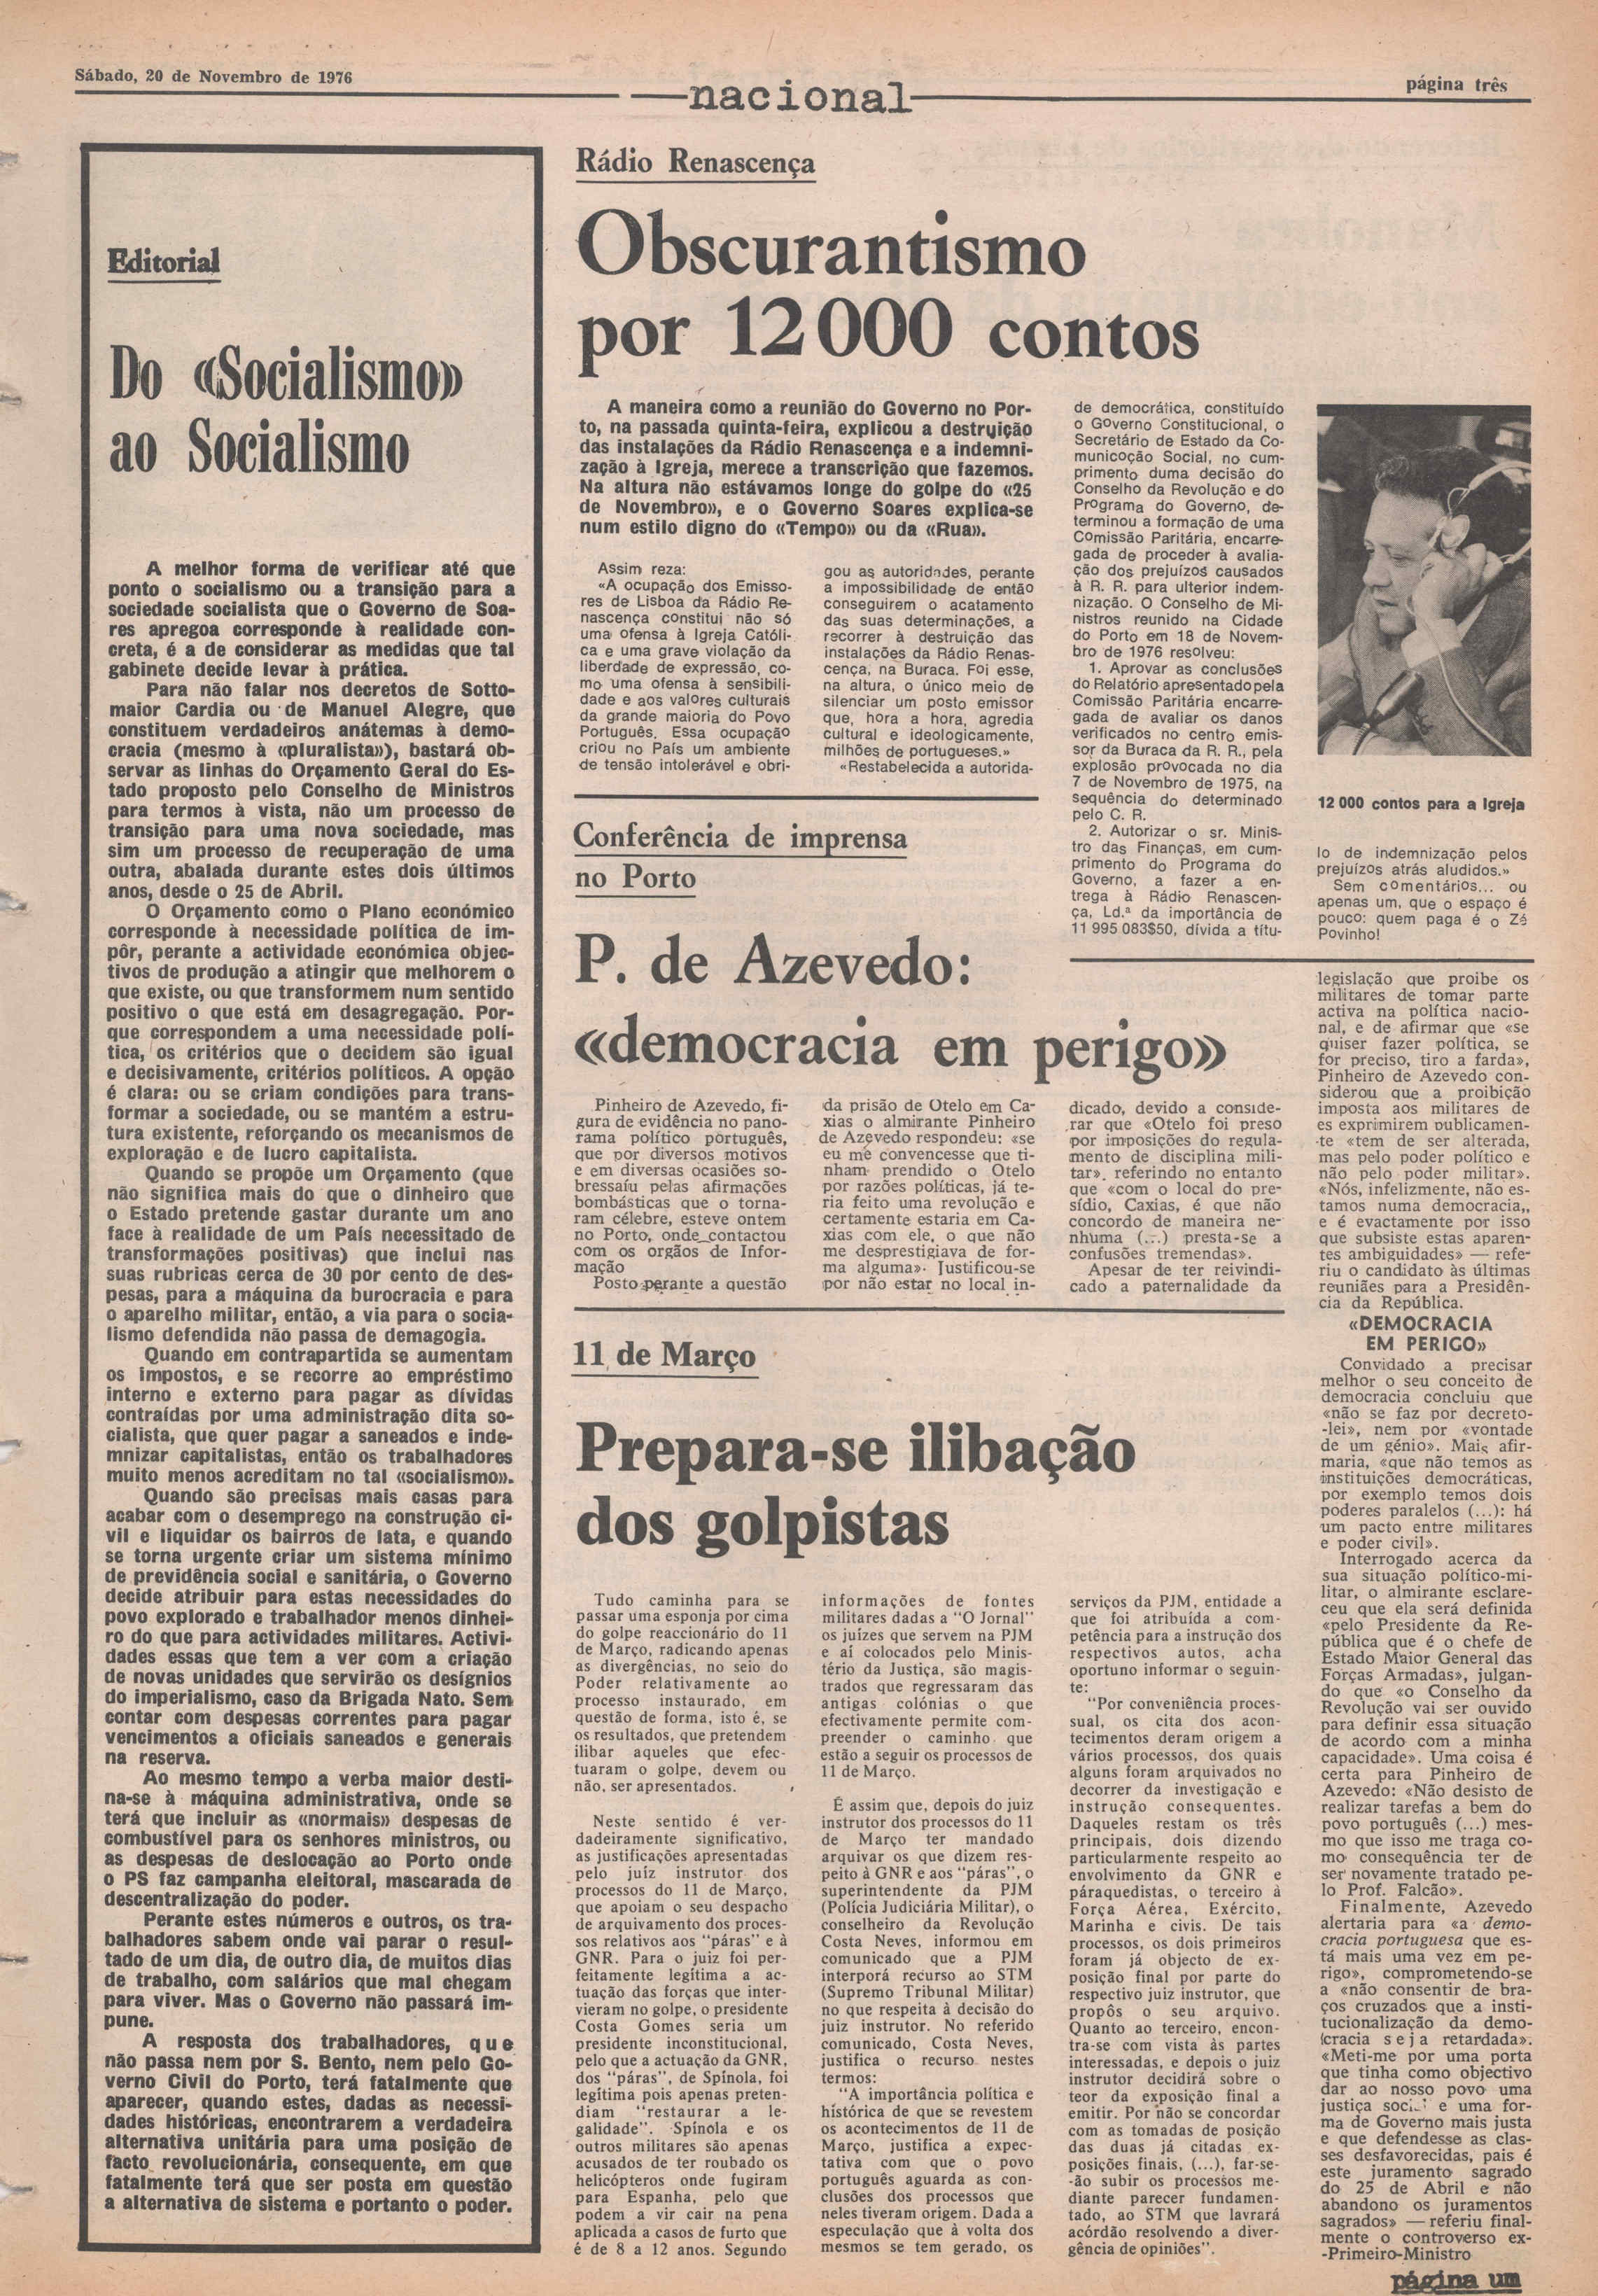 Sábado, 20 de Novembro de 1976
nacional
página três
Editorial
Do «Socialismo»
ao Socialismo
A melhor forma de verificar até que
ponto o socialismo ou a transição para a
sociedade socialista que o Governo de Soa-
res apregoa corresponde à realidade con-
creta, é a de considerar as medidas que tal
gabinete decide levar à prática.
Para não falar nos decretos de Sotto-
maior Cardia ou de Manuel Alegre, que
constituem verdadeiros anátemas à demo-
cracia (mesmo à «pluralista»), bastará ob-
servar as linhas do Orçamento Geral do Es-
tado proposto pelo Conselho de Ministros
para termos à vista, não um processo de
transição para uma nova sociedade, mas
sim um processo de recuperação de uma
outra, abalada durante estes dois últimos
anos, desde o 25 de Abril.
O Orçamento como o Plano económico
corresponde à necessidade política de im-
pôr, perante a actividade económica objec-
tivos de produção a atingir que melhorem o
que existe, ou que transformem num sentido
positivo o que está em desagregação. Por-
que correspondem a uma necessidade polí-
tica, os critérios que o decidem são igual
e decisivamente, critérios políticos. A opção
é clara: ou se criam condições para trans-
formar a sociedade, ou se mantém a estru-
tura existente, reforçando os mecanismos de
exploração e de lucro capitalista.
Quando se propõe um Orçamento (que
não significa mais do que o dinheiro que
o Estado pretende gastar durante um ano
face à realidade de um País necessitado de
transformações positivas) que inclui nas
suas rubricas cerca de 30 por cento de des-
pesas, para a máquina da burocracia e para
o aparelho militar, então, a via para o socia-
lismo defendida não passa de demagogia.
Quando em contrapartida se aumentam
os impostos, e se recorre ao empréstimo
interno e externo para pagar as dívidas
contraídas por uma administração dita so-
cialista, que quer pagar a saneados e inde-
mnizar capitalistas, então os trabalhadores
muito menos acreditam no tal «socialismo».
Quando são precisas mais casas para
acabar com o desemprego na construção ci-
vil e liquidar os bairros de lata, e quando
se torna urgente criar um sistema mínimo
de previdência social e sanitária, o Governo
decide atribuir para estas necessidades do
povo explorado e trabalhador menos dinhei-
ro do que para actividades militares. Activi-
dades essas que tem a ver com a criação
de novas unidades que servirão os desígnios
do imperialismo, caso da Brigada Nato. Sem
contar com despesas correntes para pagar
vencimentos a oficiais saneados e generais
na reserva.
Ao mesmo tempo a verba maior desti-
na-se à máquina administrativa, onde se
terá que incluir as «normais» despesas de
combustível para os senhores ministros, ou
as despesas de deslocação ao Porto onde
o PS faz campanha eleitoral, mascarada de
descentralização do poder.
Perante estes números e outros, os tra-
balhadores sabem onde vai parar o resul-
tado de um dia, de outro dia, de muitos dias
de trabalho, com salários que mal chegam
para viver. Mas o Governo não passará im-
pune.
A resposta dos trabalhadores, que
não passa nem por S. Bento, nem pelo Go-
verno Civil do Porto, terá fatalmente que
aparecer, quando estes, dadas as necessi-
dades históricas, encontrarem a verdadeira
alternativa unitária para uma posição de
facto revolucionária, consequente, em que
fatalmente terá que ser posta em questão
a alternativa de sistema e portanto o poder.
Rádio Renascença
Obscurantismo
por 12 000 contos
A maneira como a reunião do Governo no Por-
to, na passada quinta-feira, explicou a destruição
das instalações da Rádio Renascença e a indemni-
zação à Igreja, merece a transcrição que fazemos.
Na altura não estávamos longe do golpe do «25
de Novembro», e o Governo Soares explica-se
num estilo digno do «Tempo» ou da «Rua».
Assim reza:
«A ocupação dos Emisso-
res de Lisboa da Rádio Re-
nascença constitui não só
uma ofensa à Igreja Católi-
ca e uma grave violação da
liberdade de expressão, co-
mo uma ofensa à sensibili-
dade e aos valores culturais
da grande maioria do Povo
Português. Essa ocupação
criou no País um ambiente
de tensão intolerável e obri-
gou as autoridades, perante
a impossibilidade de então
conseguirem o acatamento
das suas determinações, a
recorrer à destruição das
instalações da Rádio Renas-
cença, na Buraca. Foi esse,
na altura, o único meio de
silenciar um posto emissor
que, hora a hora, agredia
cultural e ideologicamente,
milhões de portugueses.»
«Restabelecida a autorida-
de democrática, constituído
o Governo Constitucional, o
Secretário de Estado da Co-
municoção Social, no cum-
primento duma decisão do
Conselho da Revolução e do
Programa do Governo, de-
terminou a formação de uma
Comissão Paritária, encarre-
gada de proceder à avalia-
ção dos prejuízos causados
à R. R. para ulterior indem-
nização. O Conselho de Mi-
nistros reunido na Cidade
do Porto em 18 de Novem-
bro de 1976 resolveu:
1. Aprovar as conclusões
do Relatório apresentado pela
Comissão Paritária encarre-
gada de avaliar os danos
verificados no centro emis-
sor da Buraca da R. R., pela
explosão provocada no dia
7 de Novembro de 1975, na
sequência do determinado
pelo C. R.
2. Autorizar o sr. Minis-
tro das Finanças, em cum-
primento do Programa do
Governo, a fazer a en-
trega à Rádio Renascen-
ça, Ld.ª da importância de
11 995 083$50, dívida a títu-
12 000 contos para a Igreja
lo de indemnização pelos
prejuízos atrás aludidos.»
Sem comentários... ou
apenas um, que o espaço é
pouco: quem paga é o Zé
Povinho!
Conferência de imprensa
no Porto
P. de Azevedo:
«democracia em perigo»
Pinheiro de Azevedo, fi-
gura de evidência no pano-
rama político português,
que por diversos motivos
e em diversas ocasiões so-
bressaíu pelas afirmações
bombásticas que o torna-
ram célebre, esteve ontem
no Porto, onde contactou
com os orgãos de Infor-
mação
Posto perante a questão
da prisão de Otelo em Ca-
xias o almirante Pinheiro
de Azevedo respondeu: «se
eu me convencesse que ti-
nham prendido o Otelo
por razões políticas, já te-
ria feito uma revolução e
certamente estaria em Ca-
xias com ele, o que não
me desprestigiava de for-
ma alguma». Justificou-se
por não estar no local in-
dicado, devido a conside-
rar que «Otelo foi preso
por imposições do regula-
mento de disciplina mili-
tar», referindo no entanto
que «com o local do pre-
sídio, Caxias, é que não
concordo de maneira ne-
nhuma (...) presta-se a
confusões tremendas».
Apesar de ter reivindi-
cado a paternalidade da
legislação que proibe os
militares de tomar parte
activa na política nacio-
nal, e de afirmar que «se
quiser fazer política, se
for preciso, tiro a farda»,
Pinheiro de Azevedo con-
siderou que a proibição
imposta aos militares de
es exprimirem publicamen-
te «tem de ser alterada,
mas pelo poder político e
não pelo poder militar».
«Nós, infelizmente, não es-
tamos numa democracia,,
e é evactamente por isso
que subsiste estas aparen-
tes ambiguidades» — refe-
riu o candidato às últimas
reuniães para a Presidên-
cia da República.
«DEMOCRACIA
EM PERIGO»
Convidado a precisar
melhor o seu conceito de
democracia concluiu que
«não se faz por decreto-
-lei», nem por «vontade
de um génio». Mais afir-
maria, «que não temos as
instituições democráticas,
por exemplo temos dois
poderes paralelos (...): há
um pacto entre militares
e poder civil».
Interrogado acerca da
sua situação político-mi-
litar, o almirante esclare-
ceu que ela será definida
«pelo Presidente da Re-
pública que é o chefe de
Estado Maior General das
Forças Armadas», julgan-
do que «o Conselho da
Revolução vai ser ouvido
para definir essa situação
de acordo com a minha
capacidade». Uma coisa é
certa para Pinheiro de
Azevedo: «Não desisto de
realizar tarefas a bem do
povo português (...) mes-
mo que isso me traga co-
mo consequência ter de
ser novamente tratado pe-
lo Prof. Falcão».
Finalmente, Azevedo
alertaria para «a demo-
cracia portuguesa que es-
tá mais uma vez em pe-
rigo», comprometendo-se
a «não consentir de bra-
ços cruzados que a insti-
tucionalização da demo-
cracia seja retardada».
«Meti-me por uma porta
que tinha como objectivo
dar ao nosso povo uma
justiça e uma for-
ma de Governo mais justa
e que defendesse as clas-
ses desfavorecidas, pais é
este juramento sagrado
do 25 de Abril e não
abandono os juramentos
sagrados» — referiu final-
mente o controverso ex-
-Primeiro-Ministro
11 de Março
Prepara-se ilibação
dos golpistas
Tudo caminha para se
passar uma esponja por cima
do golpe reaccionário do 11
de Março, radicando apenas
as divergências, no seio do
Poder relativamente ao
processo instaurado, em
questão de forma, isto é, se
os resultados, que pretendem
ilibar aqueles que efec-
tuaram o golpe, devem ou
não, ser apresentados.
Neste sentido é ver-
dadeiramente significativo,
as justificações apresentadas
pelo juíz instrutor dos
processos do 11 de Março,
que apoiam o seu despacho
de arquivamento dos proces-
sos relativos aos "páras" e à
GNR. Para o juiz foi per-
feitamente legítima a ac-
tuação das forças que inter-
vieram no golpe, o presidente
Costa Gomes seria um
presidente inconstitucional,
pelo que a actuação da GNR,
dos "páras", de Spínola, foi
legítima pois apenas preten-
diam "restaurar a le-
galidade". Spínola e os
outros militares são apenas
acusados de ter roubado os
helicópteros onde fugiram
para Espanha, pelo que
podem a vir cair na pena
aplicada a casos de furto que
é de 8 a 12 anos. Segundo
informações de fontes
militares dadas a "O Jornal"
os juízes que servem na PJM
e aí colocados pelo Minis-
tério da Justiça, são magis-
trados que regressaram das
antigas colónias o que
efectivamente permite com-
preender o caminho que
estão a seguir os processos de
11 de Março.
É assim que, depois do juiz
instrutor dos processos do 11
de Março ter mandado
arquivar os que dizem res-
peito à GNR e aos "páras", o
superintendente da PJM
(Polícia Judiciária Militar), o
conselheiro da Revolução
Costa Neves, informou em
comunicado que a PJM
interporá recurso ao STM
(Supremo Tribunal Militar)
no que respeita à decisão do
juiz instrutor. No referido
comunicado, Costa Neves,
justifica o recurso nestes
termos:
"A importância política e
histórica de que se revestem
os acontecimentos de 11 de
Março, justifica a expec-
tativa com que o povo
português aguarda as con-
clusões dos processos que
neles tiveram origem. Dada a
especulação que à volta dos
mesmos se tem gerado, os
serviços da PJM, entidade a
que foi atribuída a com-
petência para a instrução dos
respectivos autos, acha
oportuno informar o seguin-
te:
"Por conveniência proces-
sual, os cita dos acon-
tecimentos deram origem a
vários processos, dos quais
alguns foram arquivados no
decorrer da investigação e
instrução consequentes.
Daqueles restam os três
principais, dois dizendo
particularmente respeito ao
envolvimento da GNR e
páraquedistas, o terceiro à
Força Aérea, Exército,
Marinha e civis. De tais
processos, os dois primeiros
foram já objecto de ex-
posição final por parte do
respectivo juiz instrutor, que
propôs o seu arquivo.
Quanto ao terceiro, encon-
tra-se com vista às partes
interessadas, e depois o juiz
instrutor decidirá sobre o
teor da exposição final a
emitir. Por não se concordar
com as tomadas de posição
das duas já citadas ex-
posições finais, (...), far-se-
-ão subir os processos me-
diante parecer fundamen-
tado, ao STM que lavrará
acórdão resolvendo a diver-
gência de opiniões".
página um